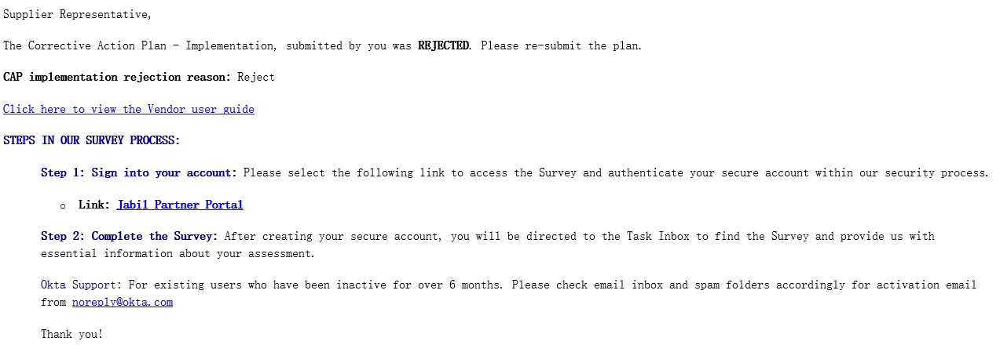 Supplier Representative,
The Corrective Action Plan - Implementation, submitted by you was REJECTED. Please re-submit the plan.
CAP implementation rejection reason: Reject
Click here to view the Vendor user guide
STEPS IN OUR SURVEY PROCESS:
Step 1: Sign into your account: Please select the following link to access the Survey and authenticate your secure account within our security process.
o Link: Jabil Partner Portal
Step 2: Complete the Survey: After creating your secure account, you will be directed to the Task Inbox to find the Survey and provide us with
essential information about your assessment.
Okta Support: For existing users who have been inactive for over 6 months. Please check email inbox and spam folders accordingly for activation email
from noreply@okta.com
Thank you!